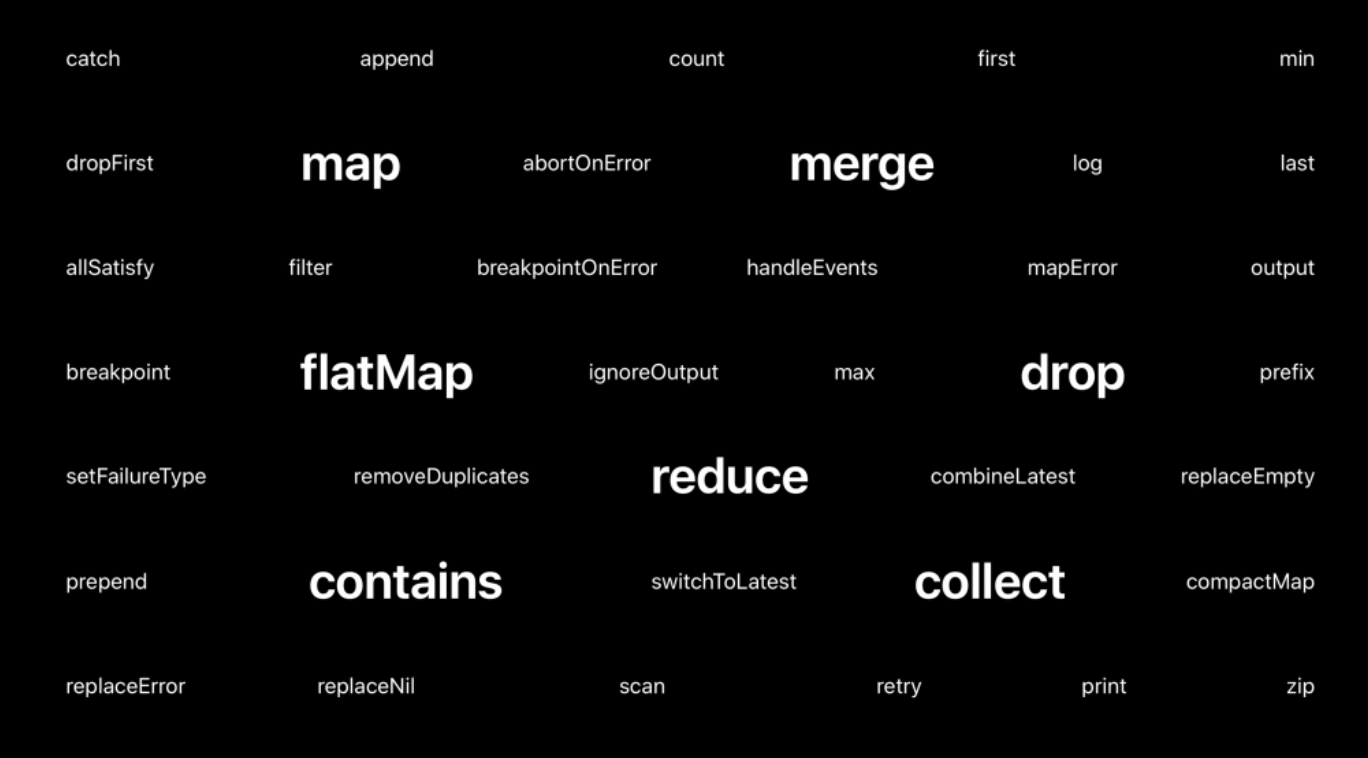 catch append count first min
dropFirst map abortOnError merge log last
allSatisfy filter breakpointOnError handleEvents mapError output
breakpoint flatMap ignoreOutput max drop prefix
setFailureType removeDuplicates reduce combineLatest replaceEmpty
prepend contains switchToLatest collect compactMap
replaceError replaceNil scan retry print zip